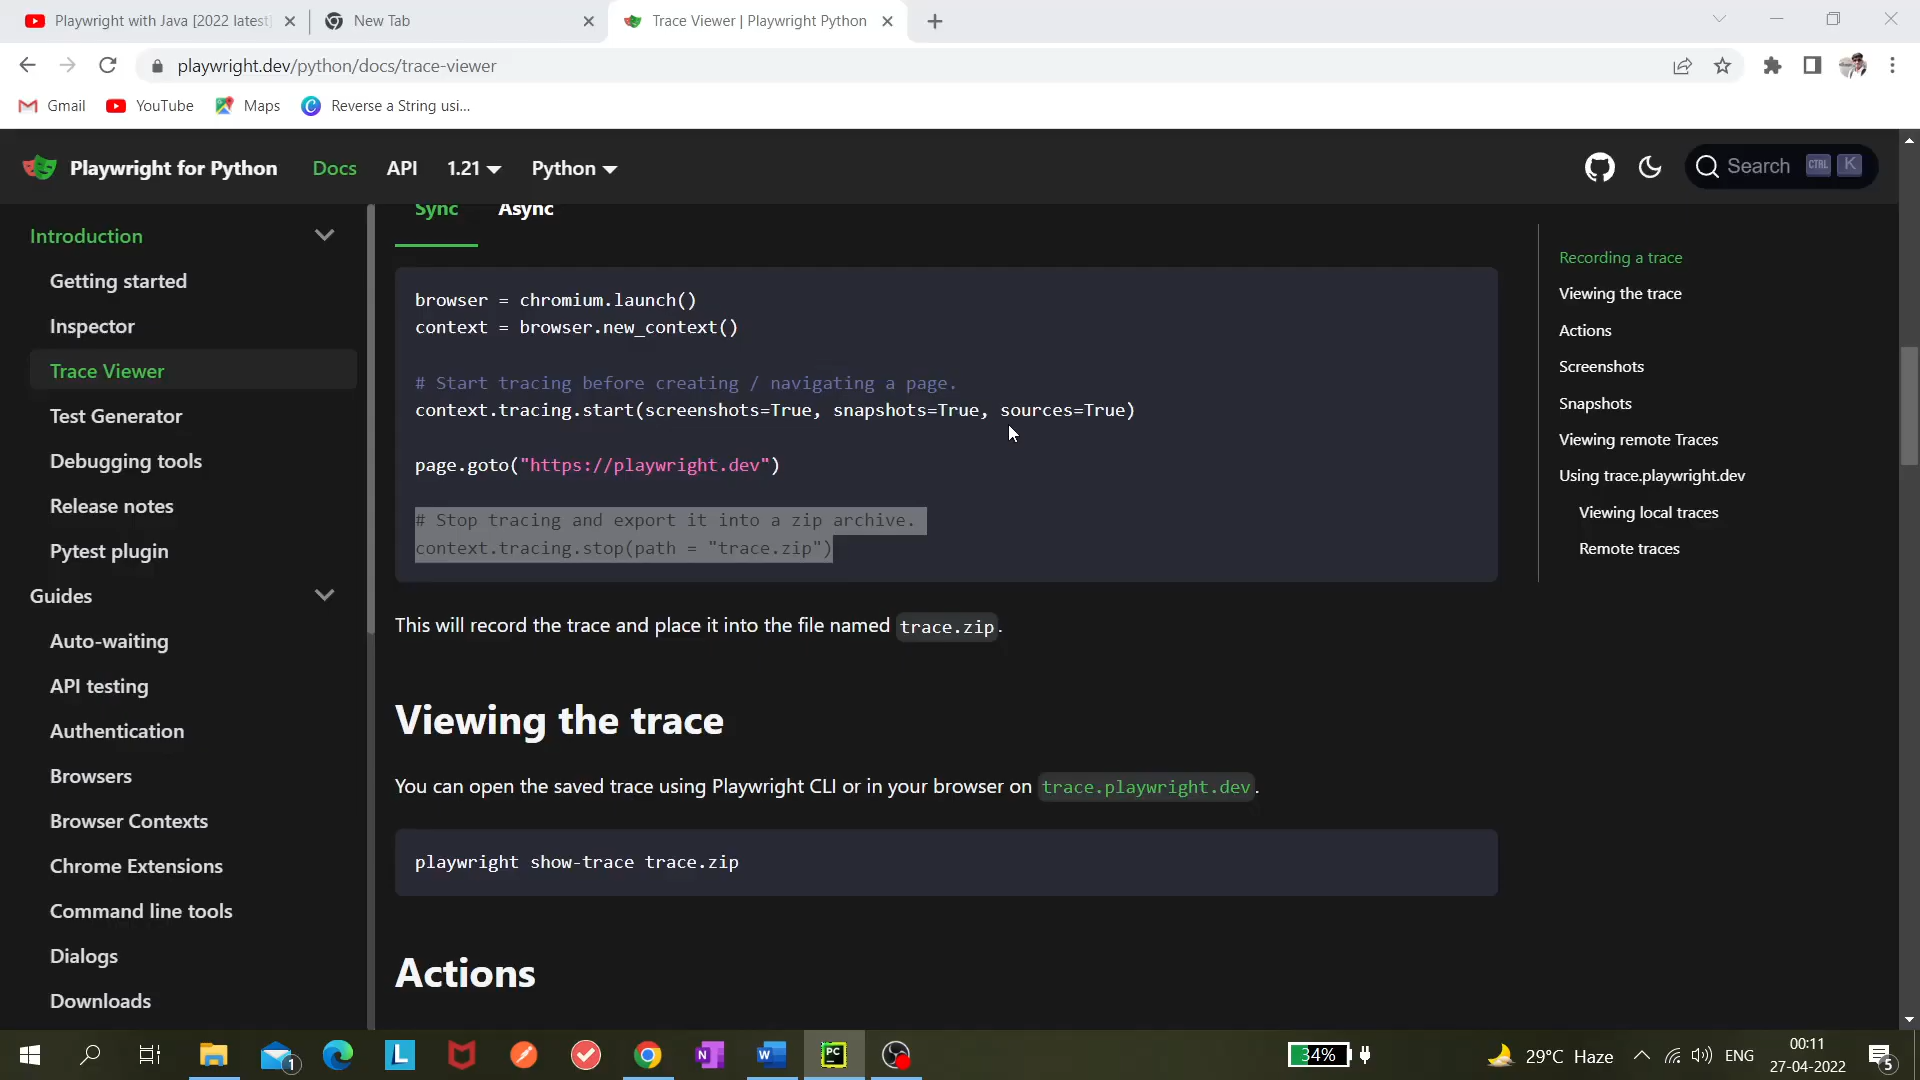 Playwright with Java [2022 latest]
New Tab
Trace Viewer | Playwright Python
playwright.dev/python/docs/trace-viewer
Gmail
YouTube
Maps
Reverse a String usi...
Playwright for Python
Docs
API
1.21
Python
Search
CTRL
K
Introduction
Getting started
Inspector
Trace Viewer
Test Generator
Debugging tools
Release notes
Pytest plugin
Guides
Auto-waiting
API testing
Authentication
Browsers
Browser Contexts
Chrome Extensions
Command line tools
Dialogs
Downloads
Sync
Async
browser = chromium.launch()
context = browser.new_context()
# Start tracing before creating / navigating a page.
context.tracing.start(screenshots=True, snapshots=True, sources=True)
page.goto("https://playwright.dev")
# Stop tracing and export it into a zip archive.
context.tracing.stop(path = "trace.zip")
This will record the trace and place it into the file named trace.zip.
Viewing the trace
You can open the saved trace using Playwright CLI or in your browser on trace.playwright.dev.
playwright show-trace trace.zip
Actions
Recording a trace
Viewing the trace
Actions
Screenshots
Snapshots
Viewing remote Traces
Using trace.playwright.dev
Viewing local traces
Remote traces
1
L
N
W
PC
34%
29°C Haze
ENG
00:11
27-04-2022
5